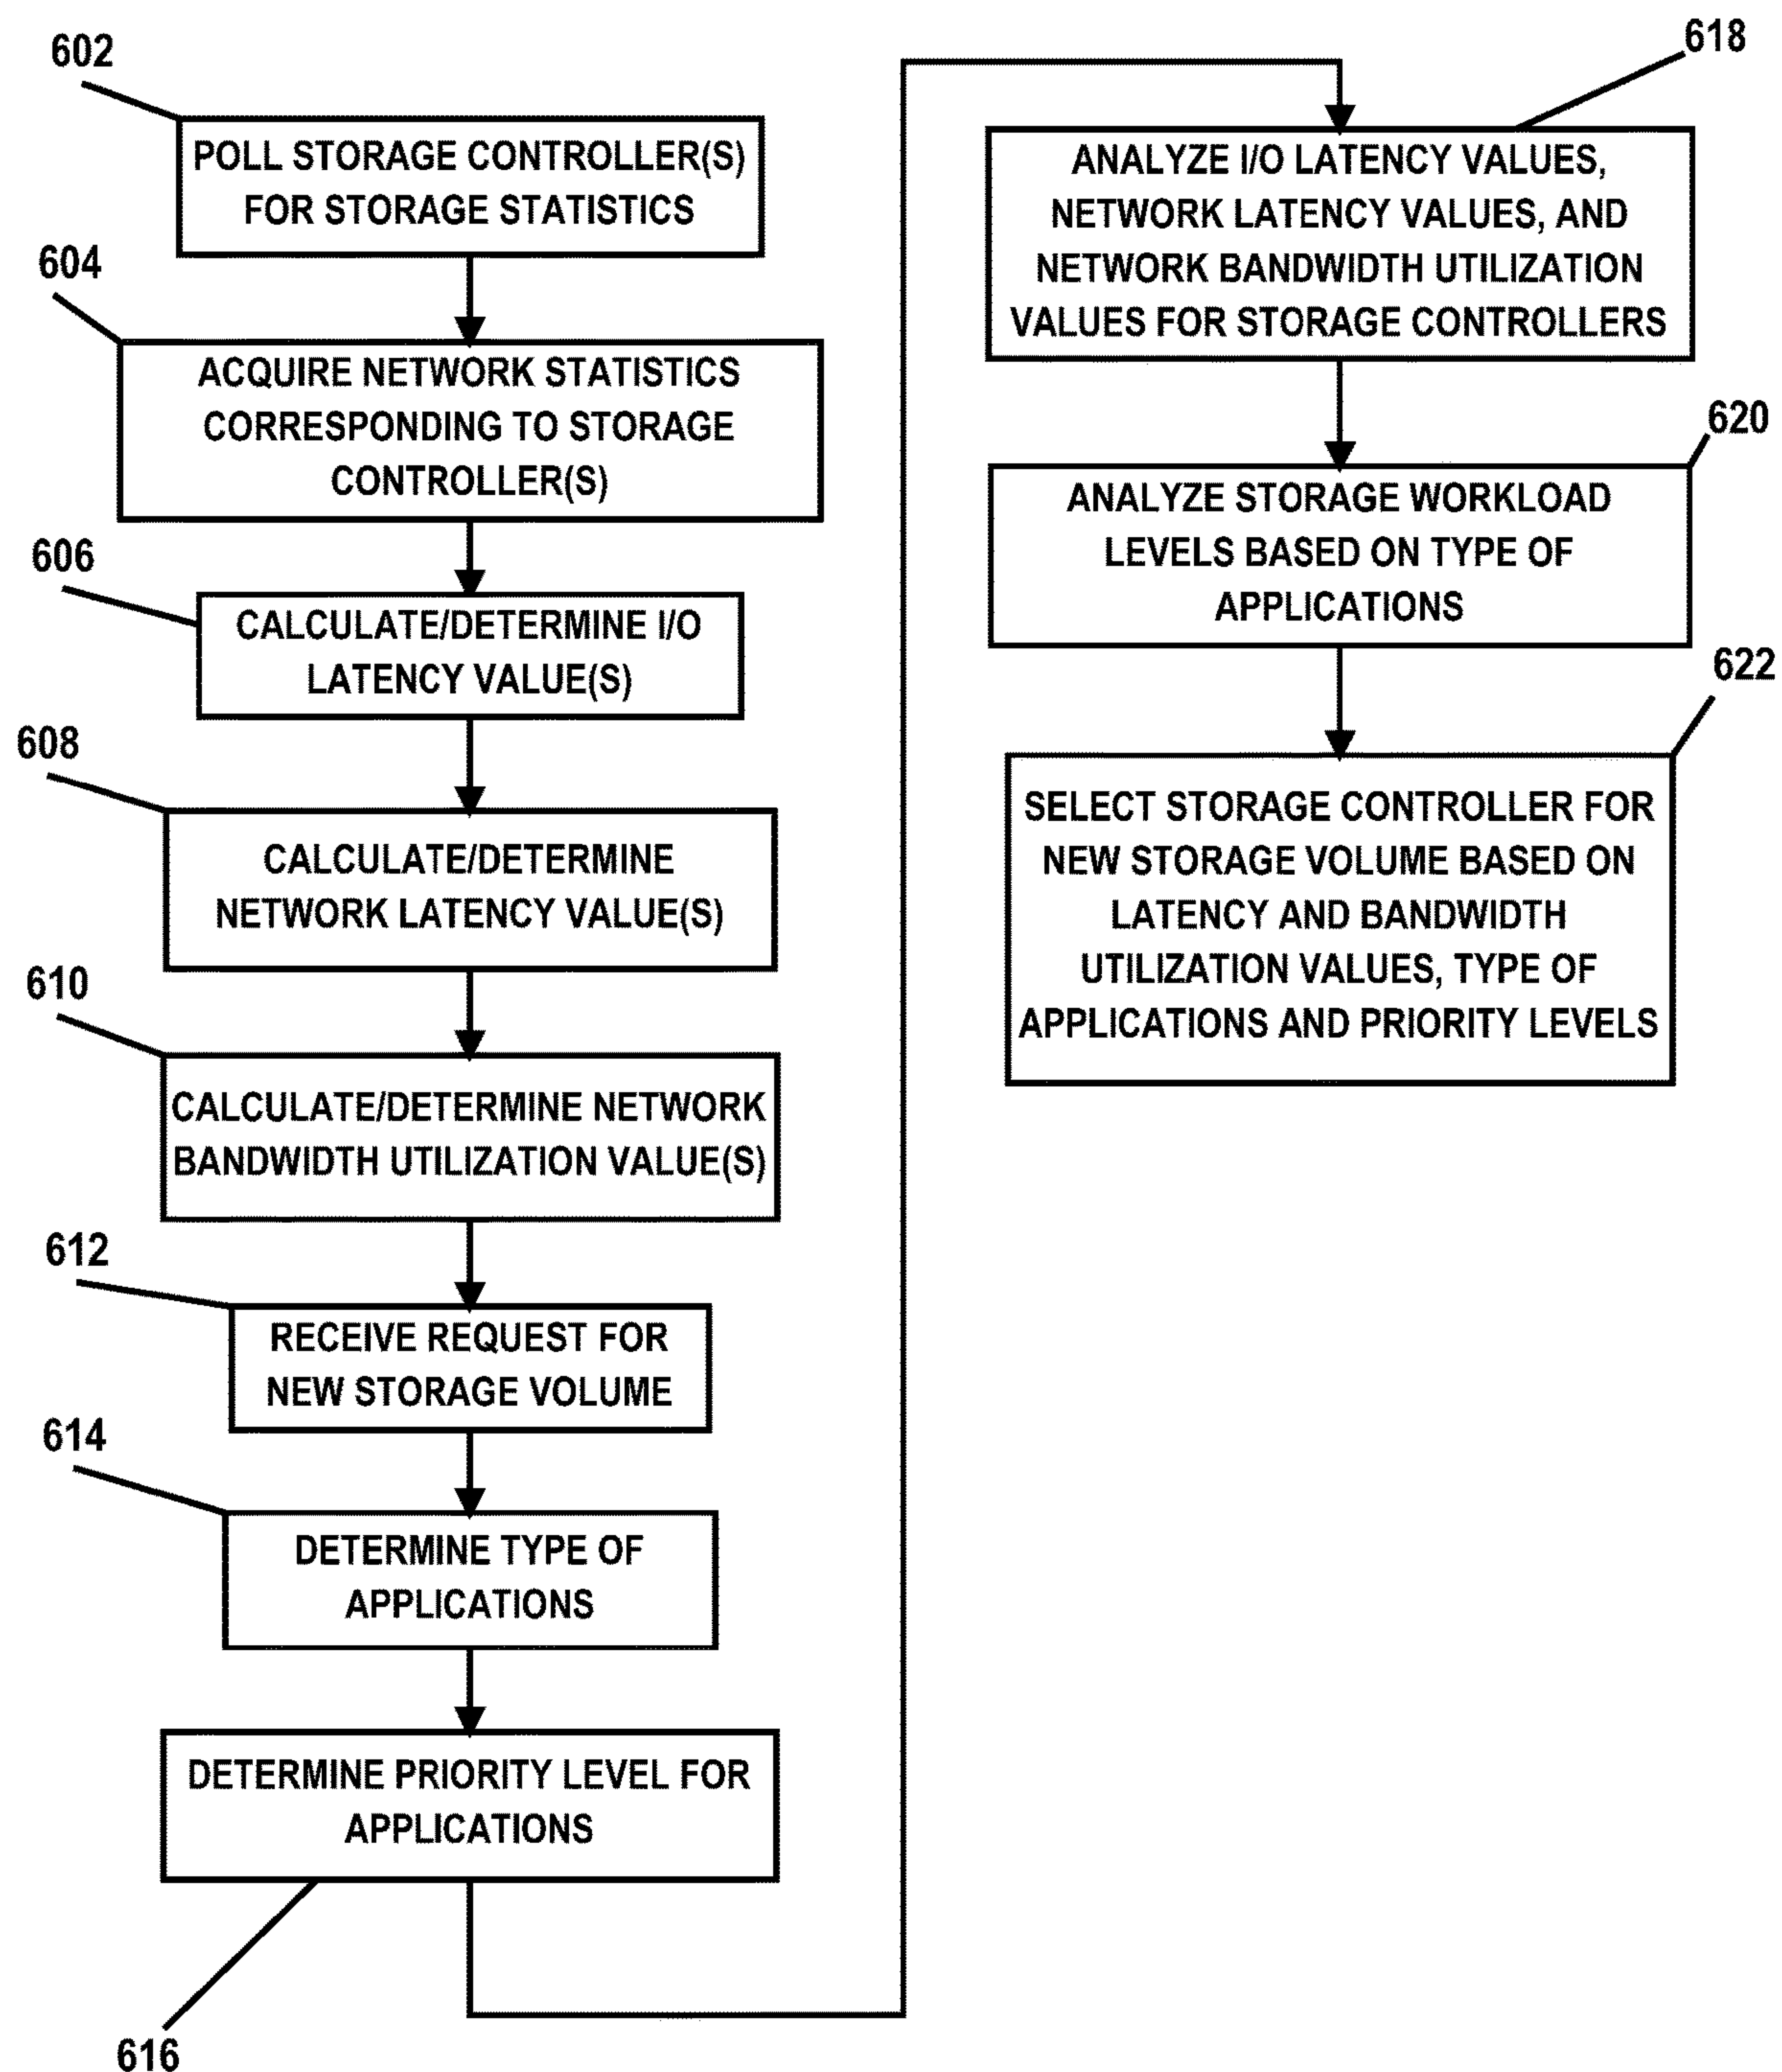 602
POLL STORAGE CONTROLLER(S)
FOR STORAGE STATISTICS
604
ACQUIRE NETWORK STATISTICS
CORRESPONDING TO STORAGE
CONTROLLER(S)
606
CALCULATE/DETERMINE I/O
LATENCY VALUE(S)
608
CALCULATE/DETERMINE
NETWORK LATENCY VALUE(S)
610
CALCULATE/DETERMINE NETWORK
BANDWIDTH UTILIZATION VALUE(S)
612
RECEIVE REQUEST FOR
NEW STORAGE VOLUME
614
DETERMINE TYPE OF
APPLICATIONS
DETERMINE PRIORITY LEVEL FOR
APPLICATIONS
616
618
ANALYZE I/O LATENCY VALUES,
NETWORK LATENCY VALUES, AND
NETWORK BANDWIDTH UTILIZATION
VALUES FOR STORAGE CONTROLLERS
620
ANALYZE STORAGE WORKLOAD
LEVELS BASED ON TYPE OF
APPLICATIONS
622
SELECT STORAGE CONTROLLER FOR
NEW STORAGE VOLUME BASED ON
LATENCY AND BANDWIDTH
UTILIZATION VALUES, TYPE OF
APPLICATIONS AND PRIORITY LEVELS